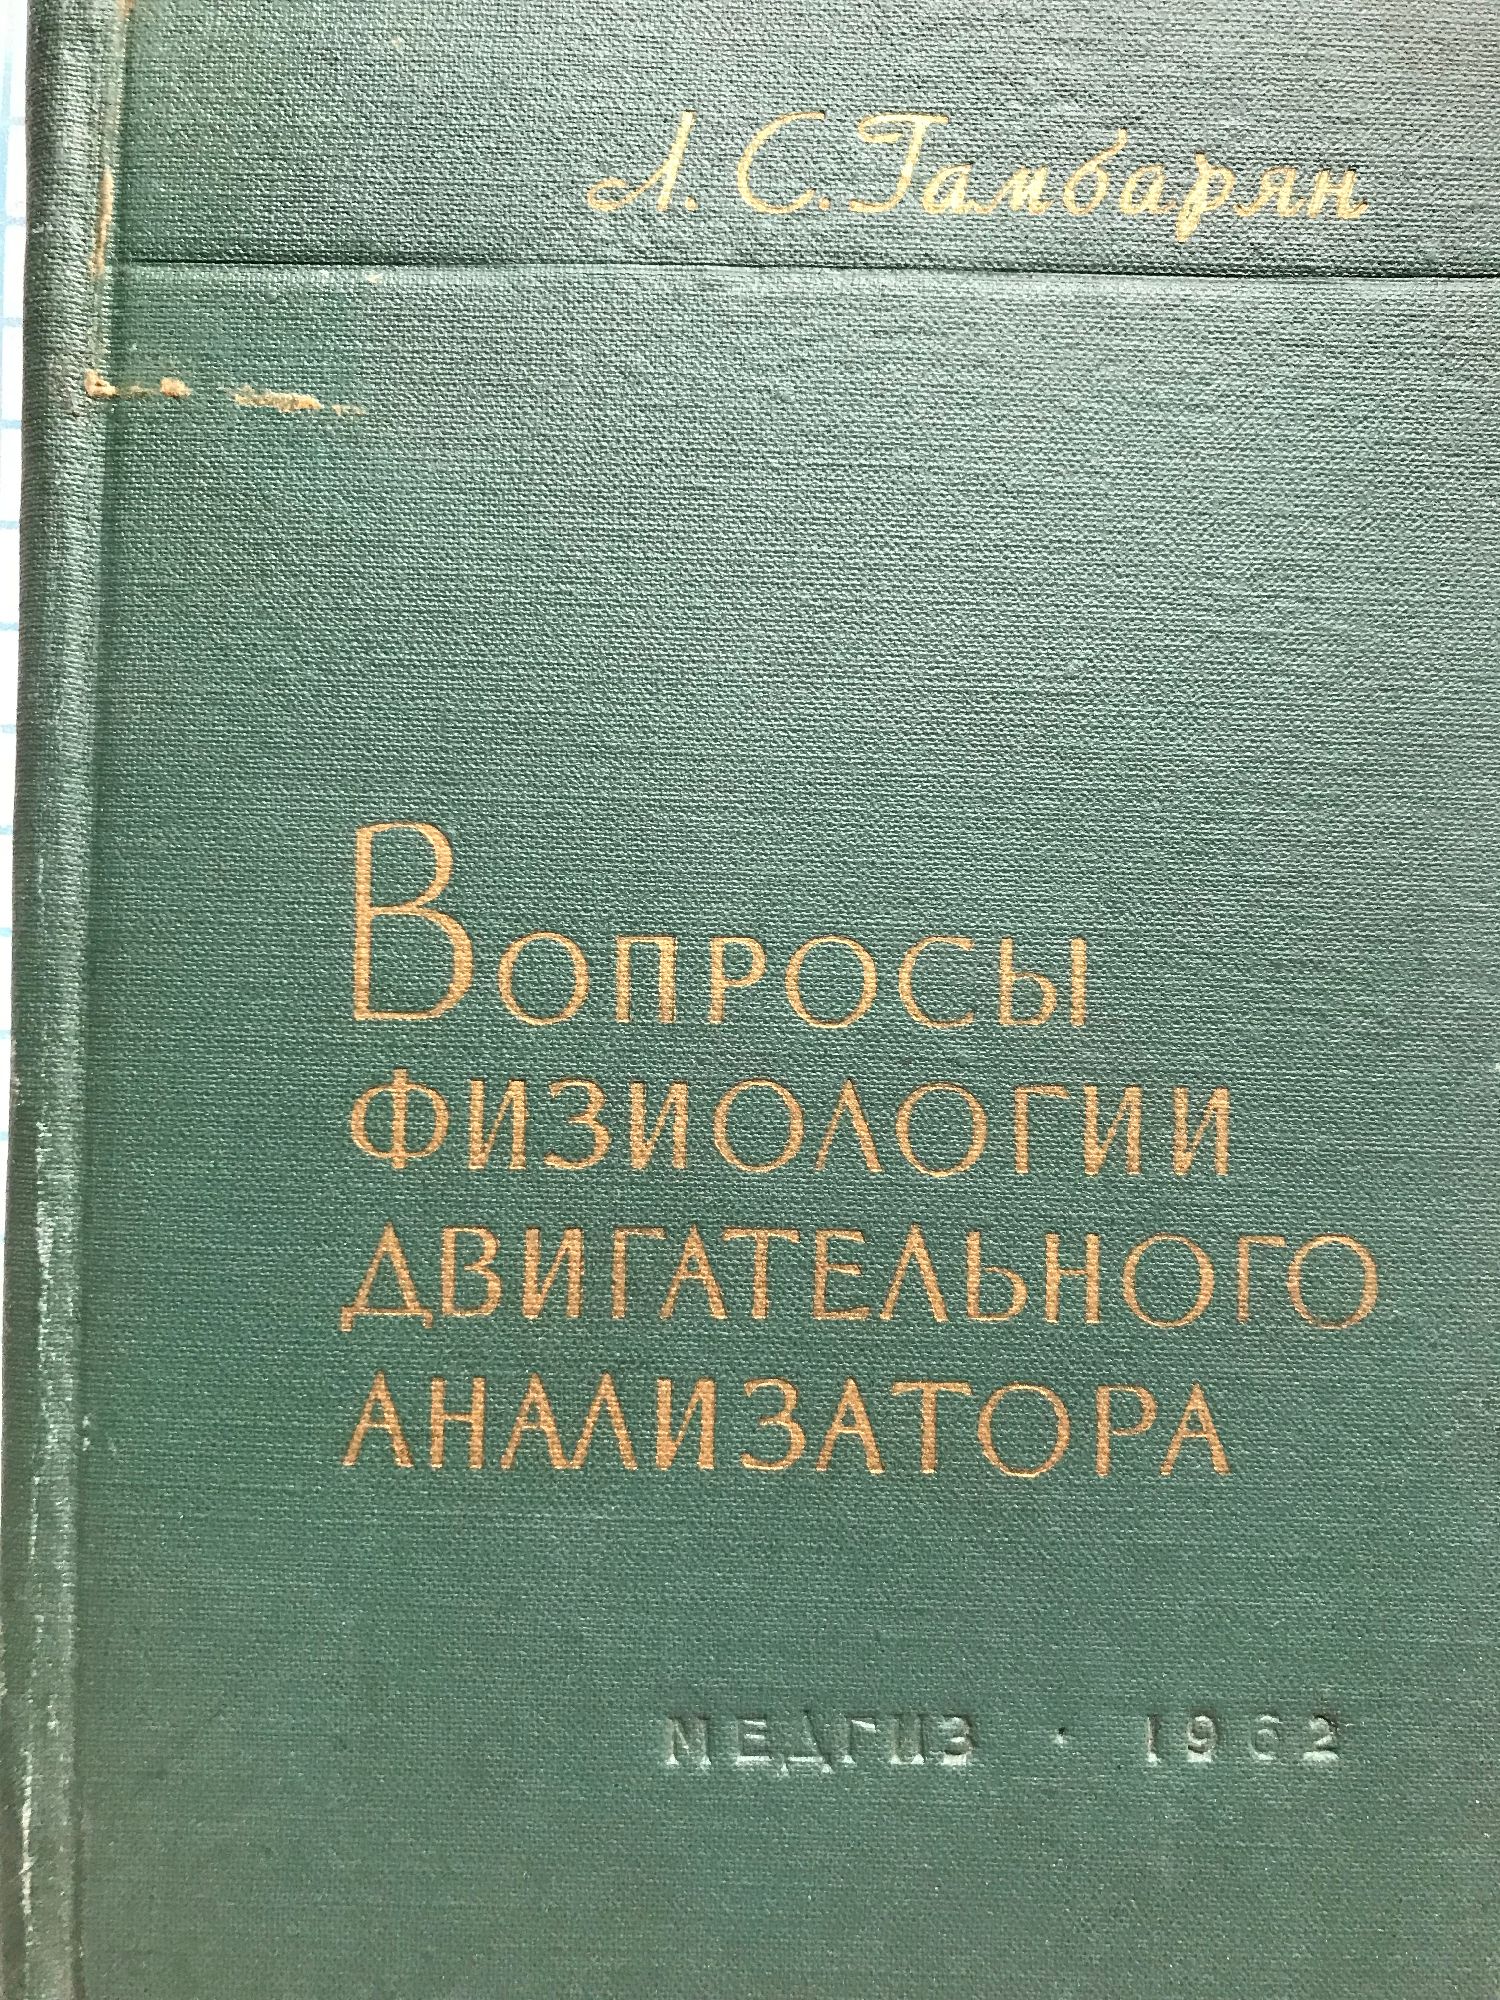 Л. С. Гамбарян
Вопросы
ФИЗИОЛОГИИ
ДВИГАТЕЛЬНОГО
АНАЛИЗАТОРА
МЕДГИЗ · 1962